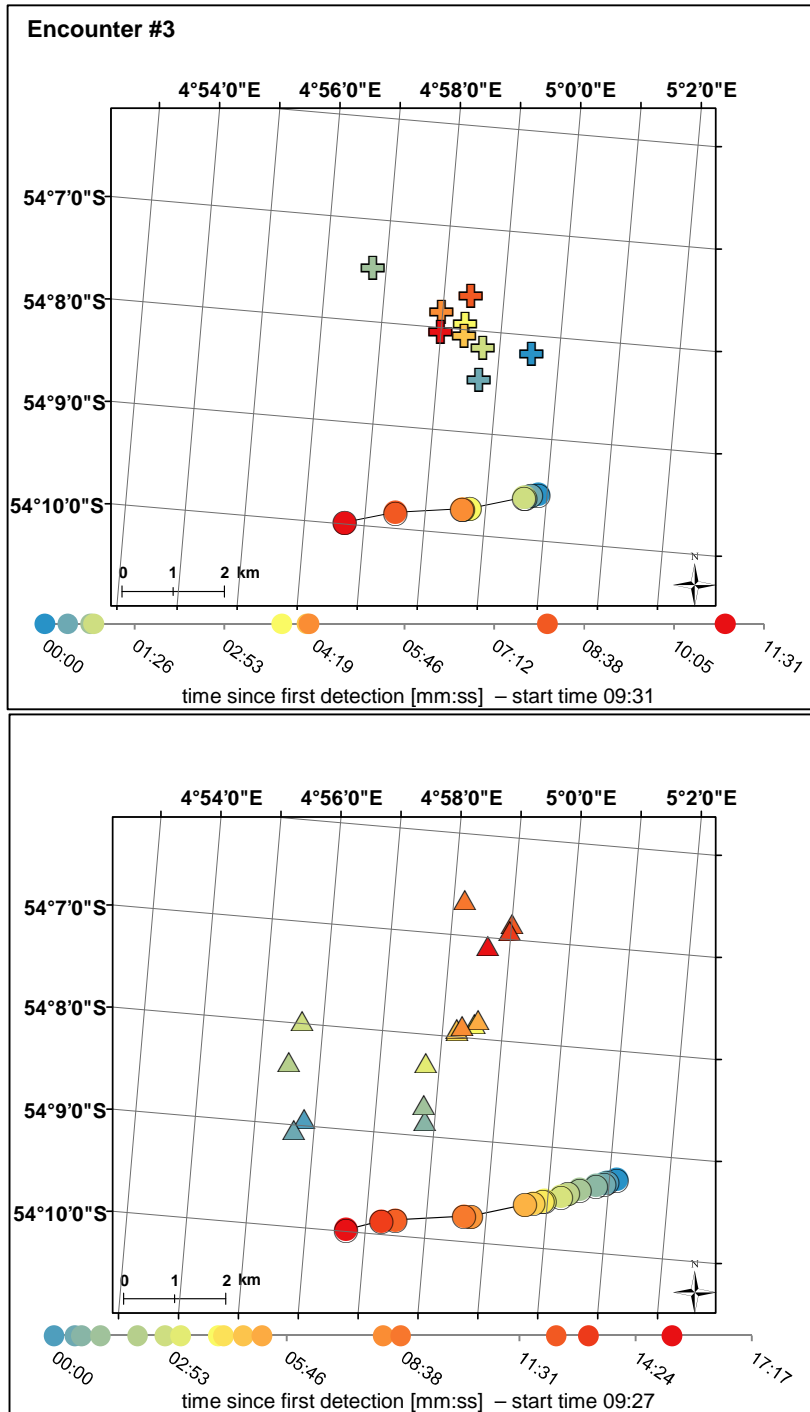 Encounter #3
4°54’0"E 4°56’0"E 4°58’0"E 5°0’0"E 5°2’0"E
54°7’0"S
54°8’0"S
54°9’0"S
54°10’0"S
0 1 2 km
N
00:00 01:26 02:53 04:19 05:46 07:12 08:38 10:05 11:31
time since first detection [mm:ss] – start time 09:31
4°54’0"E 4°56’0"E 4°58’0"E 5°0’0"E 5°2’0"E
54°7’0"S
54°8’0"S
54°9’0"S
54°10’0"S
0 1 2 km
N
00:00 02:53 05:46 08:38 11:31 14:24 17:17
time since first detection [mm:ss] – start time 09:27